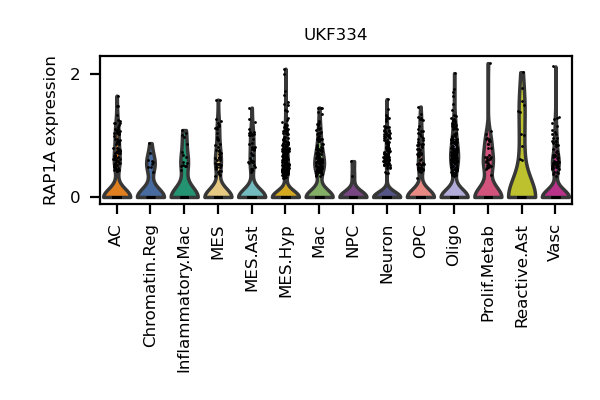 UKF334
RAP1A expression
2
0
AC
Chromatin.Reg
Inflammatory.Mac
MES
MES.Ast
MES.Hyp
Mac
NPC
Neuron
OPC
Oligo
Prolif.Metab
Reactive.Ast
Vasc